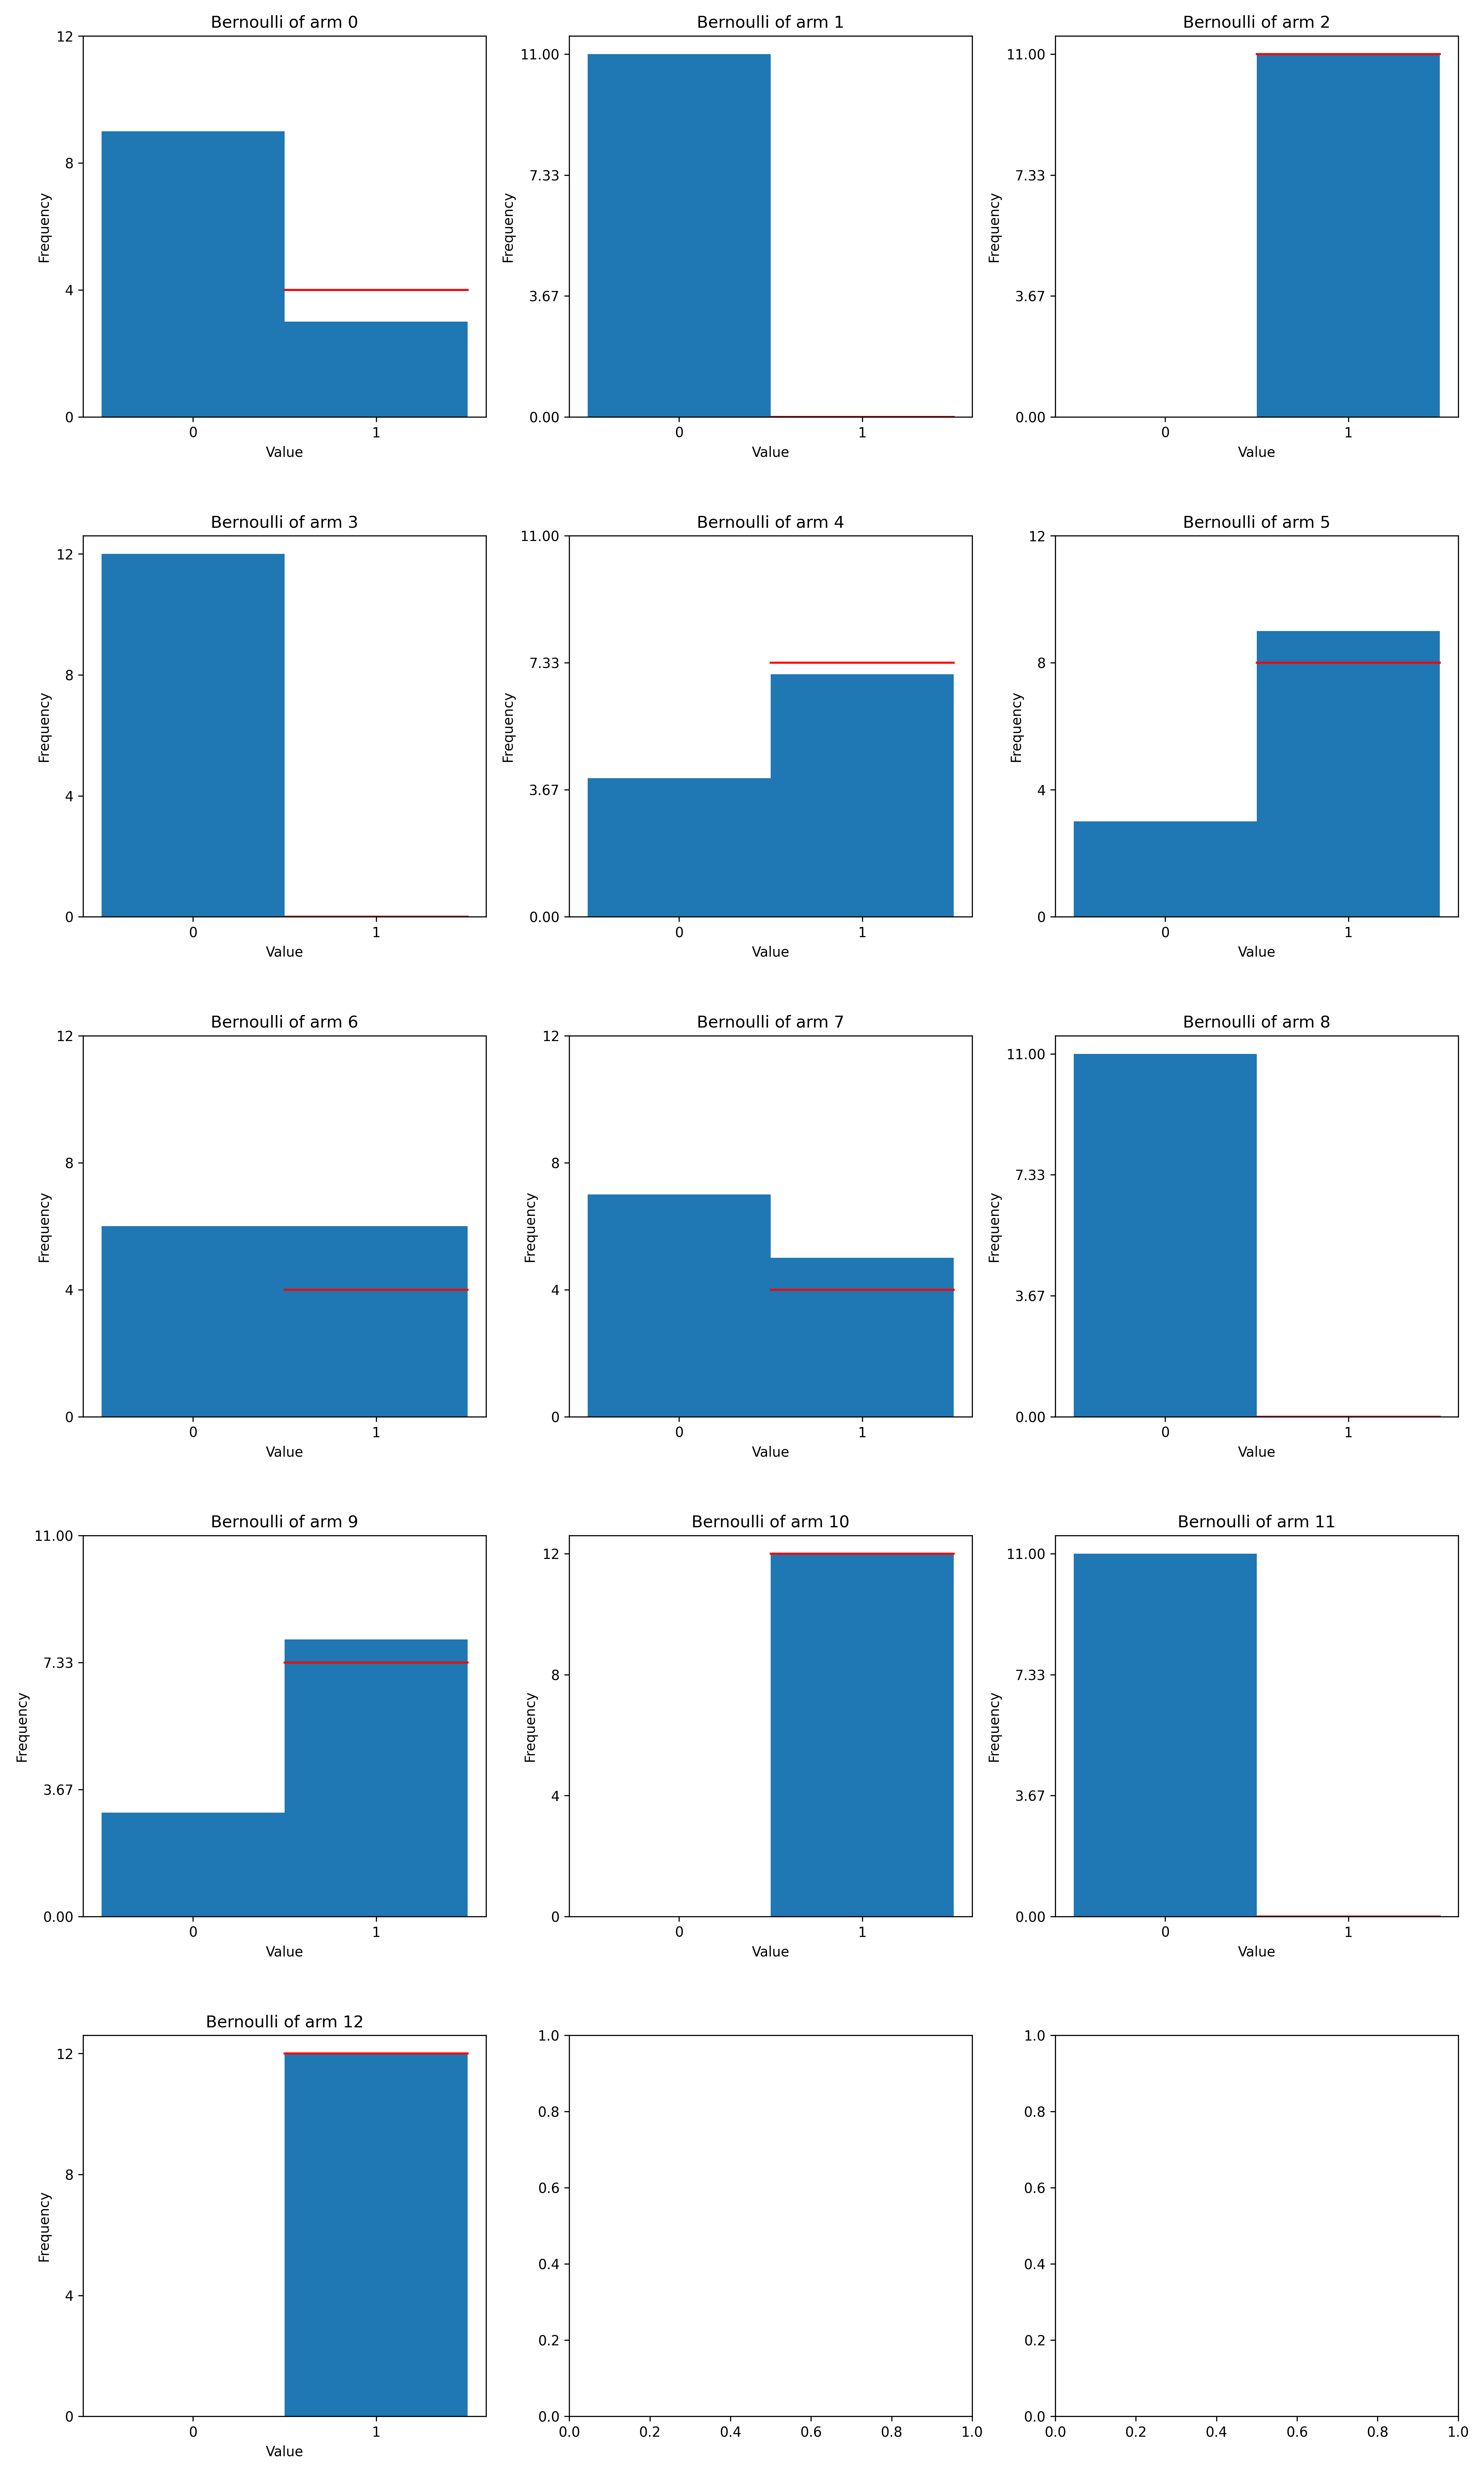 Bernoulli of arm 0
12
8
4
0
Frequency
0 1
Value
Bernoulli of arm 1
11.00
7.33
3.67
0.00
Frequency
0 1
Value
Bernoulli of arm 2
11.00
7.33
3.67
0.00
Frequency
0 1
Value
Bernoulli of arm 3
12
8
4
0
Frequency
0 1
Value
Bernoulli of arm 4
11.00
7.33
3.67
0.00
Frequency
0 1
Value
Bernoulli of arm 5
12
8
4
0
Frequency
0 1
Value
Bernoulli of arm 6
12
8
4
0
Frequency
0 1
Value
Bernoulli of arm 7
12
8
4
0
Frequency
0 1
Value
Bernoulli of arm 8
11.00
7.33
3.67
0.00
Frequency
0 1
Value
Bernoulli of arm 9
11.00
7.33
3.67
0.00
Frequency
0 1
Value
Bernoulli of arm 10
12
8
4
0
Frequency
0 1
Value
Bernoulli of arm 11
11.00
7.33
3.67
0.00
Frequency
0 1
Value
Bernoulli of arm 12
12
8
4
0
Frequency
0 1
Value
1.0
0.8
0.6
0.4
0.2
0.0
0.0 0.2 0.4 0.6 0.8 1.0
1.0
0.8
0.6
0.4
0.2
0.0
0.0 0.2 0.4 0.6 0.8 1.0